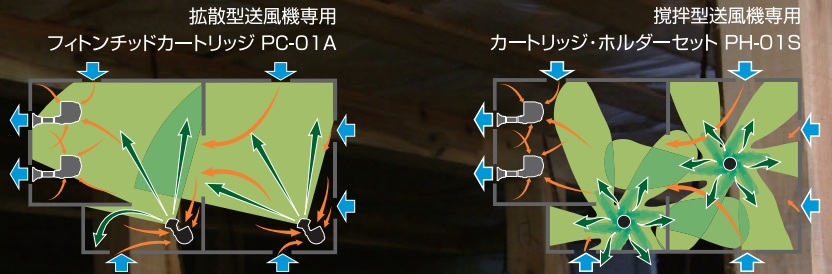 拡散型送風機専用
フィトンチッドカートリッジ PC-01A
撹拌型送風機専用
カートリッジ・ホルダーセット PH-01S